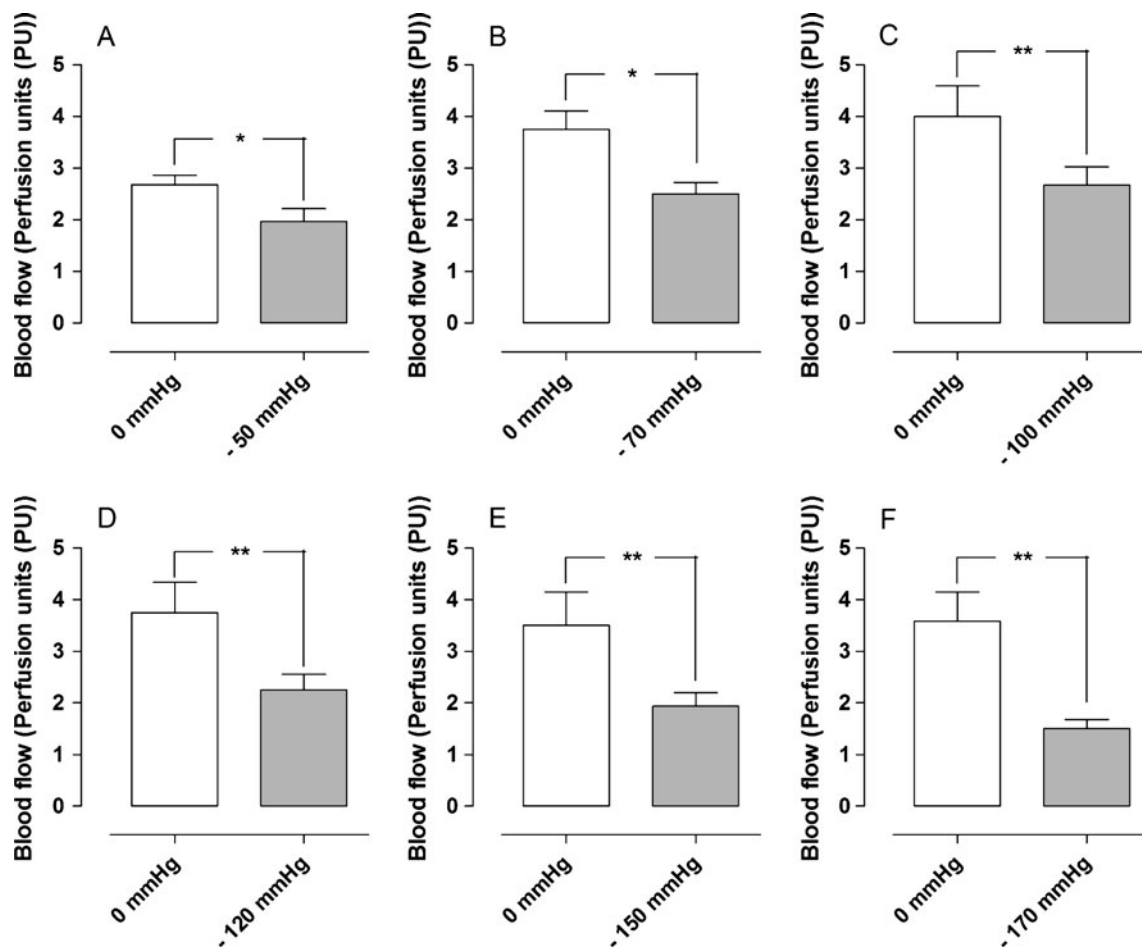 A
Blood flow (Perfusion units (PU))
5
4
3
2
1
0
*
0 mmHg
- 50 mmHg
B
Blood flow (Perfusion units (PU))
5
4
3
2
1
0
*
0 mmHg
- 70 mmHg
C
Blood flow (Perfusion units (PU))
5
4
3
2
1
0
**
0 mmHg
- 100 mmHg
D
Blood flow (Perfusion units (PU))
5
4
3
2
1
0
**
0 mmHg
- 120 mmHg
E
Blood flow (Perfusion units (PU))
5
4
3
2
1
0
**
0 mmHg
- 150 mmHg
F
Blood flow (Perfusion units (PU))
5
4
3
2
1
0
**
0 mmHg
- 170 mmHg